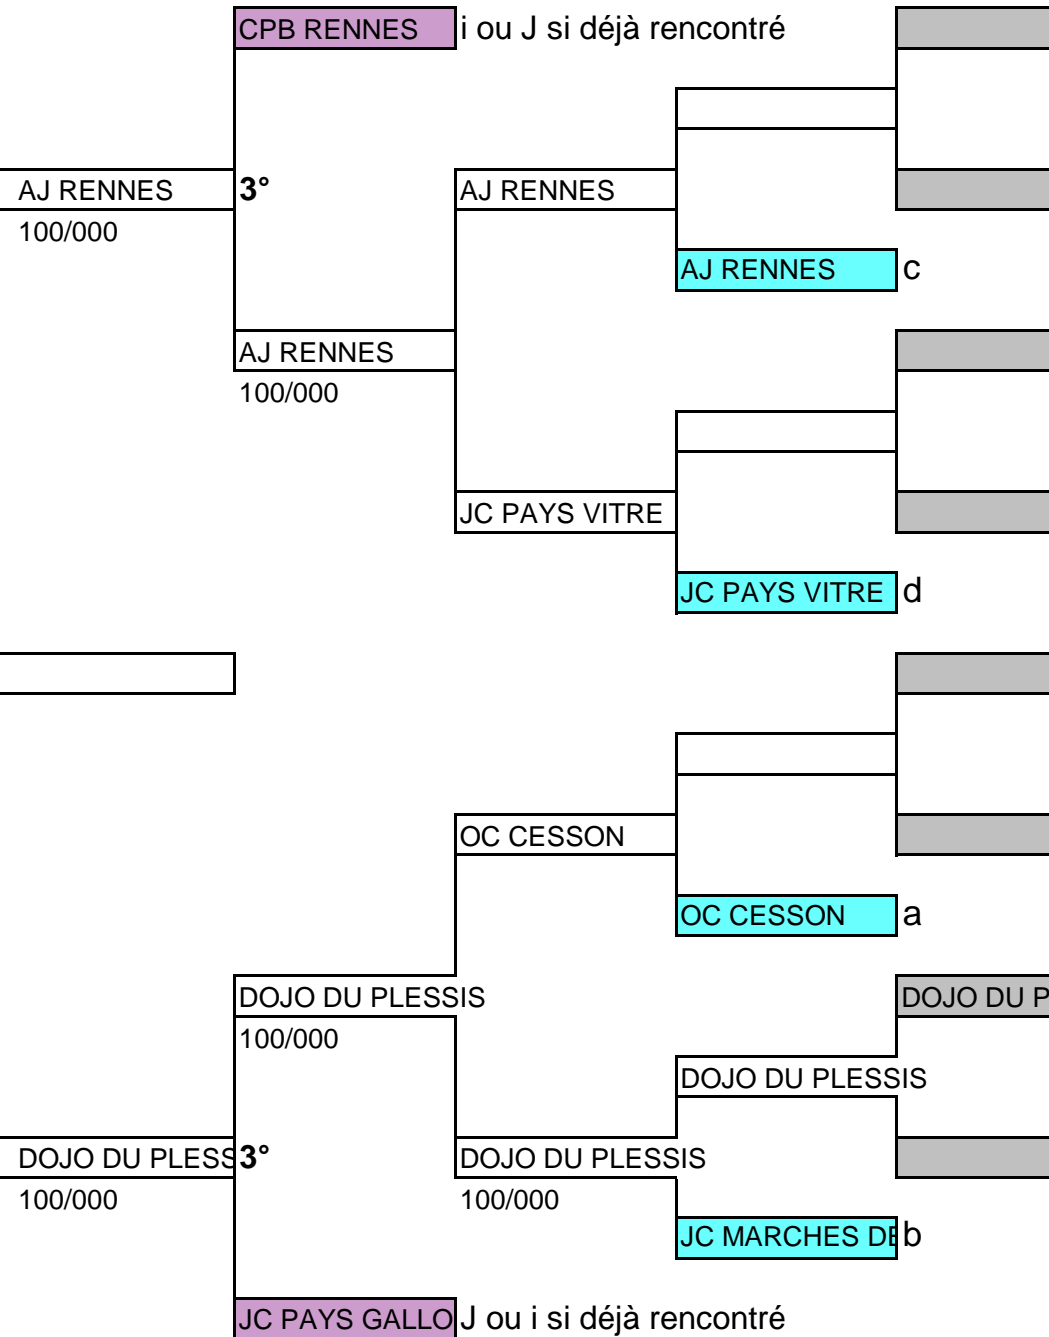 CPB RENNES i ou J si déjà rencontré
AJ RENNES 3° AJ RENNES
100/000
AJ RENNES c
AJ RENNES
100/000
JC PAYS VITRE
JC PAYS VITRE d
OC CESSON
OC CESSON a
DOJO DU PLESSIS DOJO DU P
100/000
DOJO DU PLESSIS
DOJO DU PLESS 3° DOJO DU PLESSIS
100/000 100/000
JC MARCHES DE b
JC PAYS GALLO J ou i si déjà rencontré